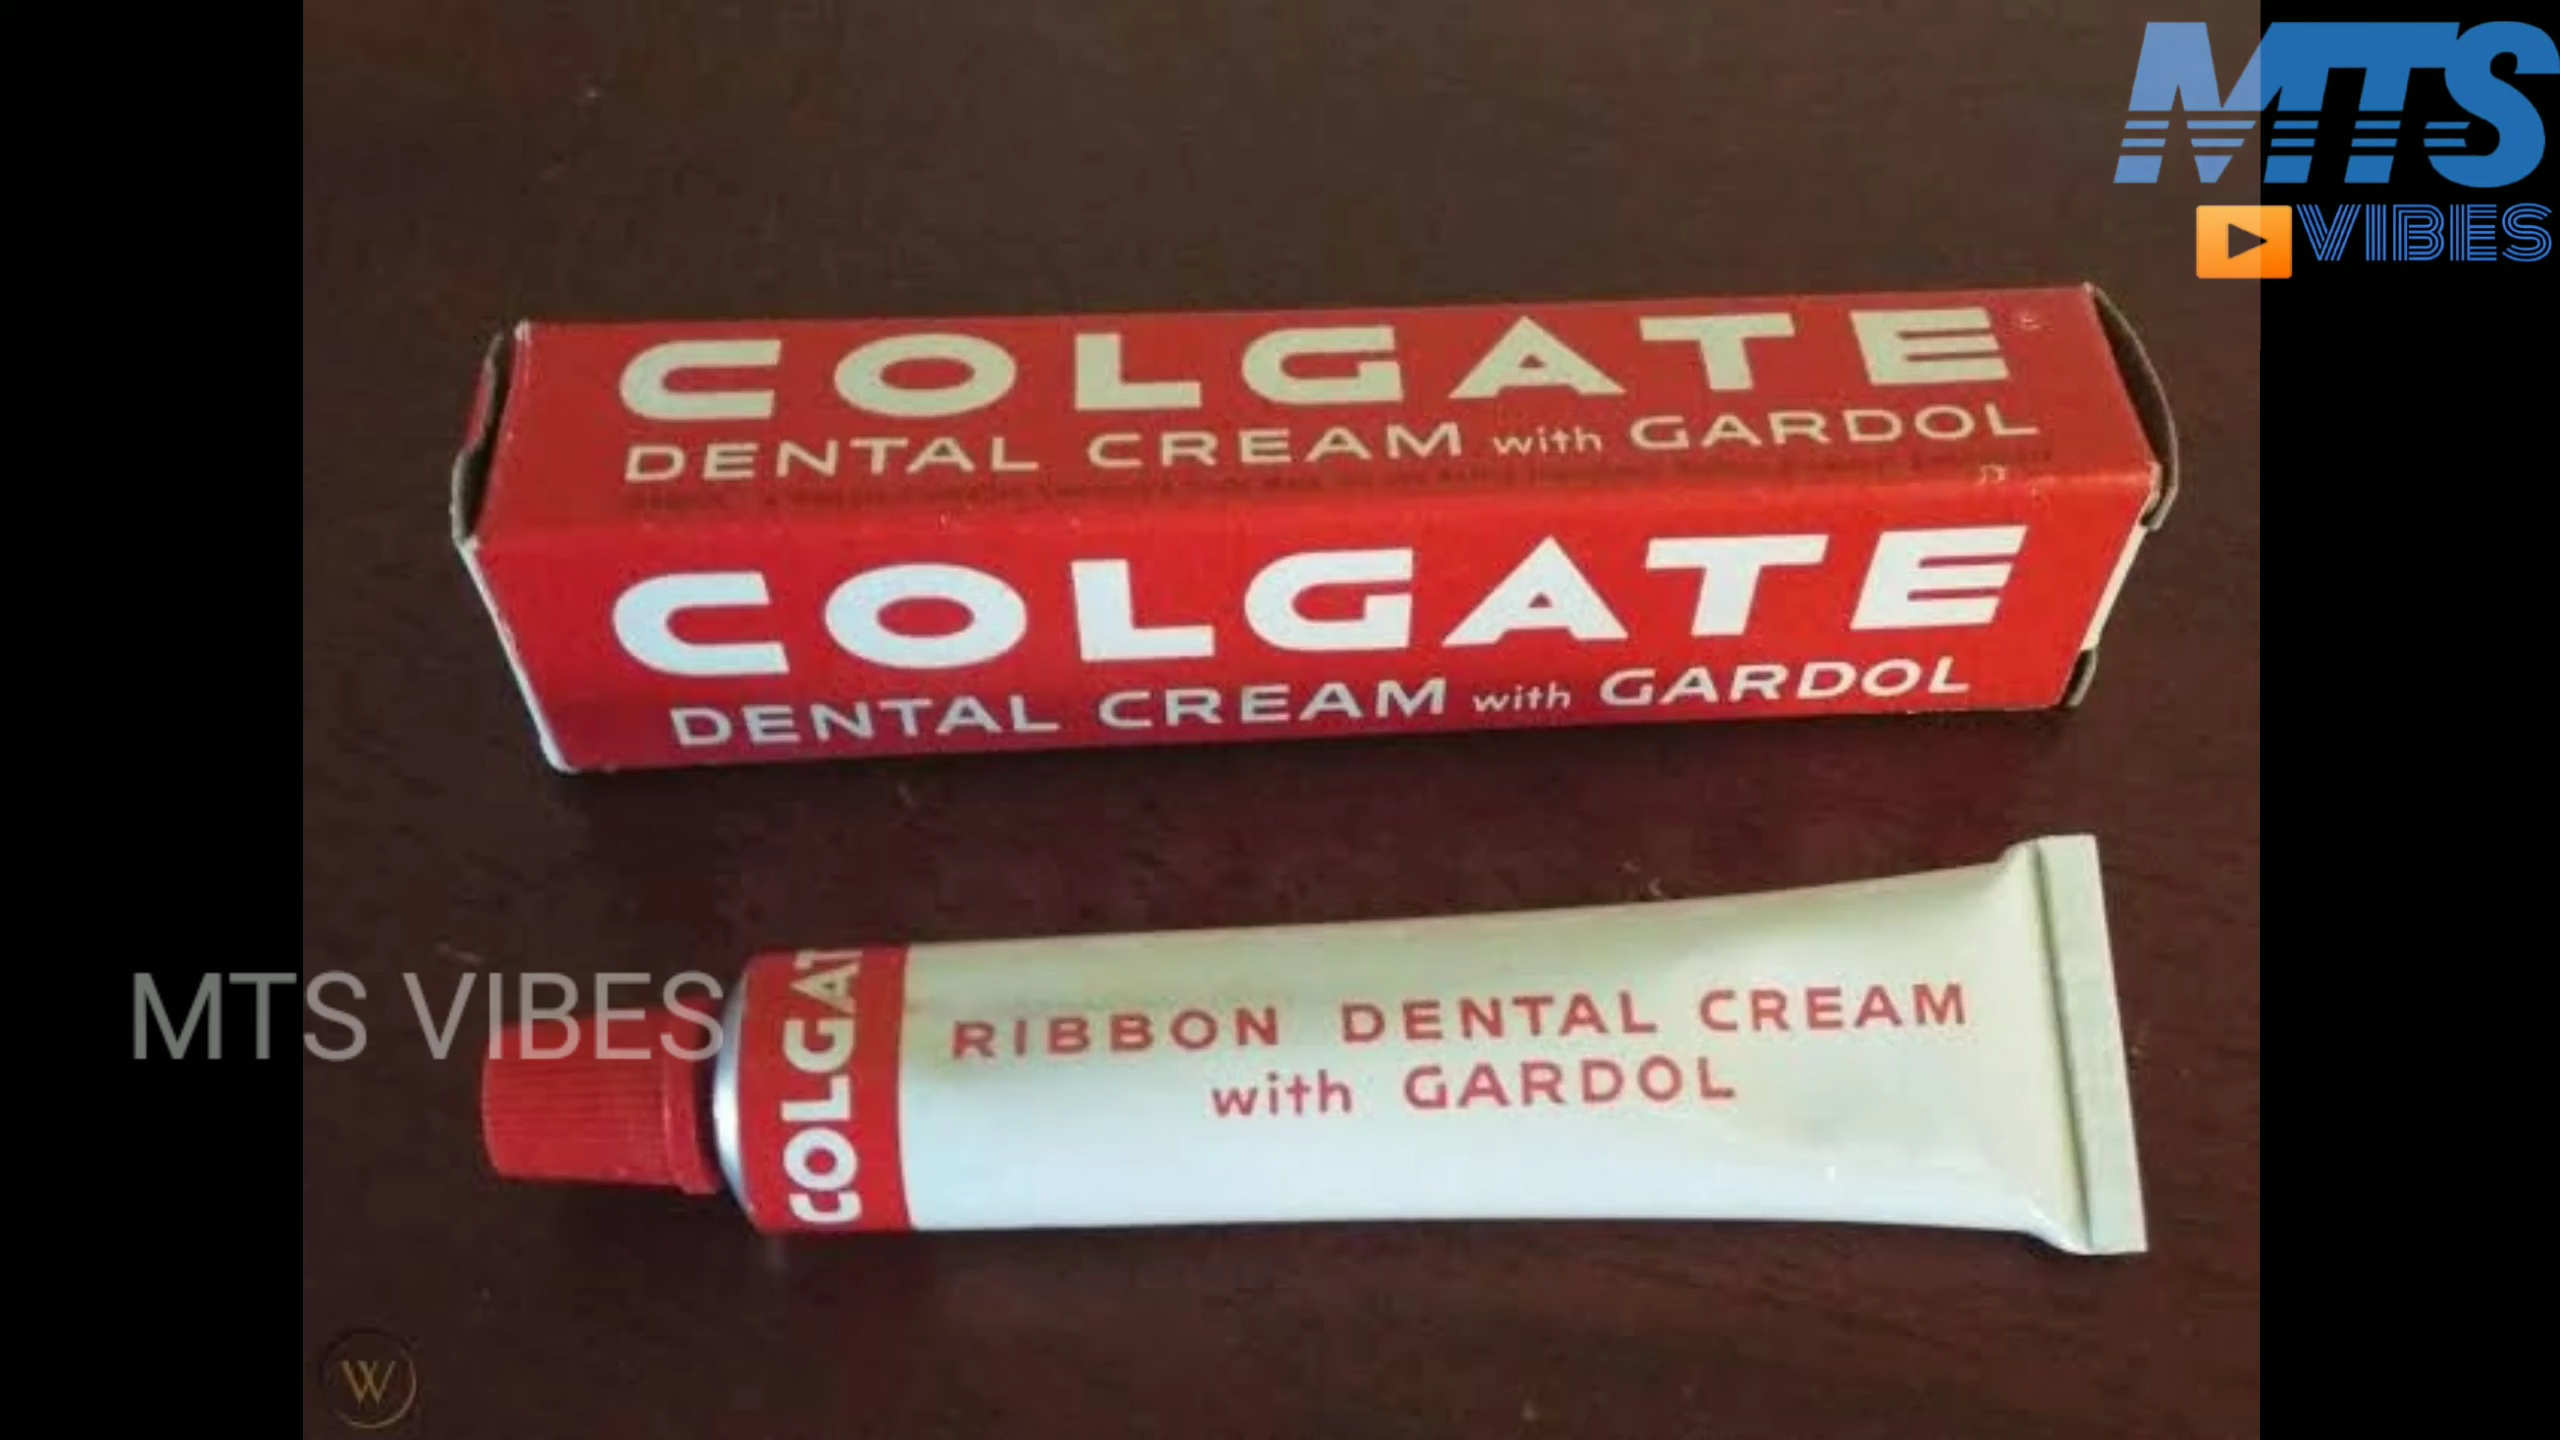 MTS
VIBES
COLGATE
DENTAL CREAM with GARDOL
COLGATE
DENTAL CREAM with GARDOL
MTS VIBES
COLGAT
RIBBON DENTAL CREAM
with GARDOL
W